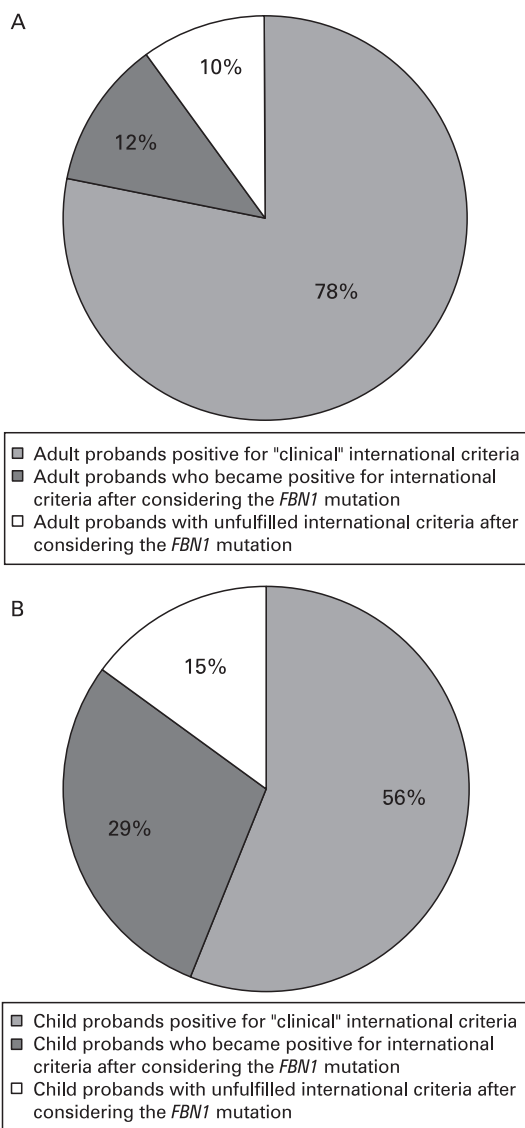 A
10%
12%
78%
Adult probands positive for "clinical" international criteria
Adult probands who became positive for international
criteria after considering the FBN1 mutation
Adult probands with unfulfilled international criteria after
considering the FBN1 mutation
B
15%
56%
29%
Child probands positive for "clinical" international criteria
Child probands who became positive for international
criteria after considering the FBN1 mutation
Child probands with unfulfilled international criteria after
considering the FBN1 mutation